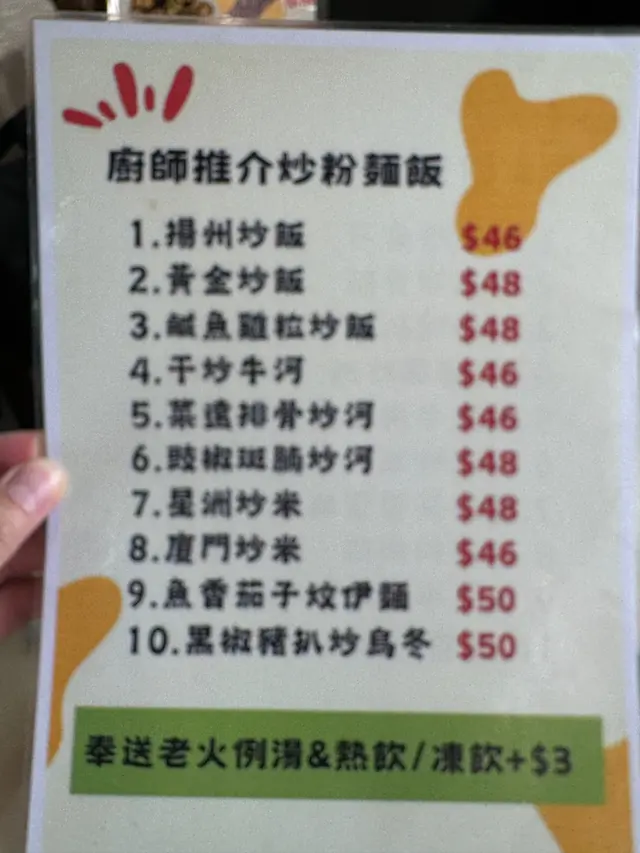 廚師推介炒粉麵飯
1.揚州炒飯 $46
2.黃金炒飯 $48
3.鹹魚雞粒炒飯 $48
4.干炒牛河 $46
5.菜遠排骨炒河 $46
6.豉椒斑腩炒河 $48
7.星洲炒米 $48
8.廈門炒米 $46
9.魚香茄子炆伊麵 $50
10.黑椒豬扒炒烏冬 $50
奉送老火例湯&熱飲/凍飲+$3